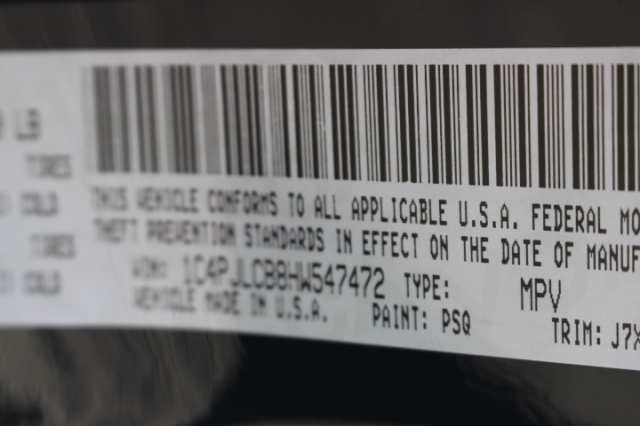 LB
TIRES
COLD
TIRES
COLD
THIS VEHICLE CONFORMS TO ALL APPLICABLE U.S.A. FEDERAL MO
THEFT PREVENTION STANDARDS IN EFFECT ON THE DATE OF MANUF
VIN: 1C4PJLCB8HW547472 TYPE: MPV
VEHICLE MADE IN U.S.A. PAINT: PSQ TRIM: J7X